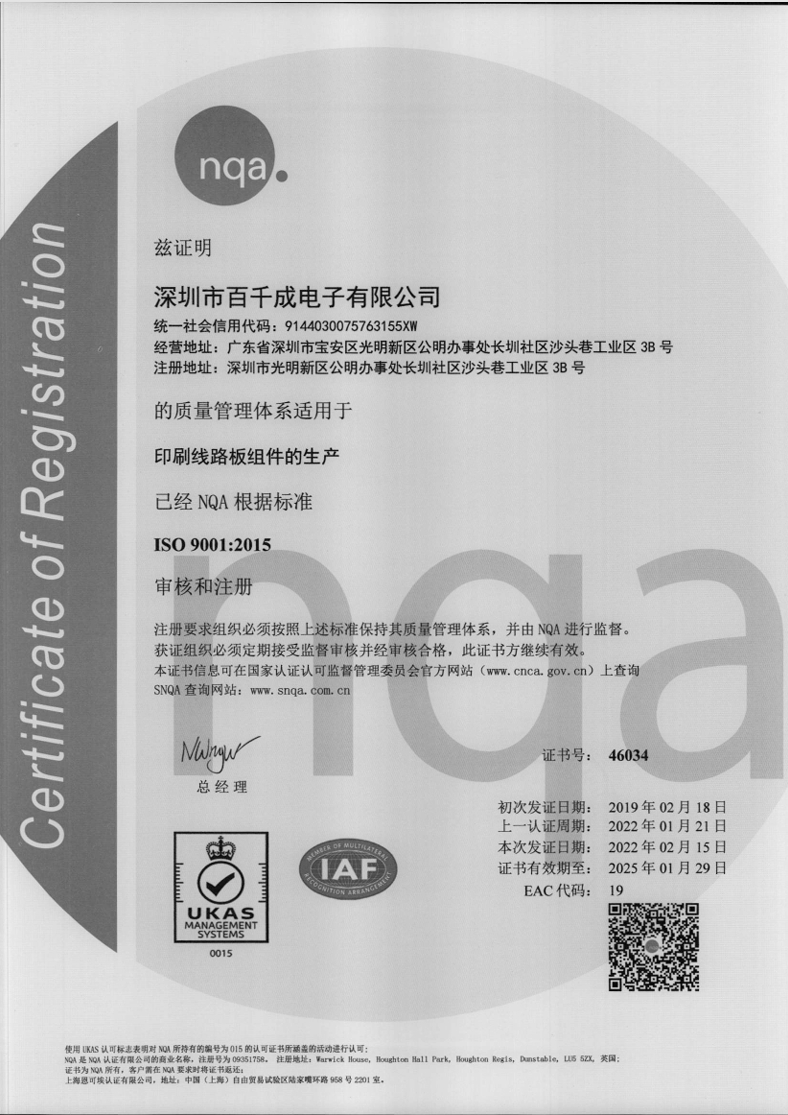 nqa.
兹证明
深圳市百千成电子有限公司
统一社会信用代码：91440300757631​55XW
经营地址：广东省深圳市宝安区光明新区公明办事处长圳社区沙头巷工业区 3B 号
注册地址：深圳市光明新区公明办事处长圳社区沙头巷工业区 3B 号
的质量管理体系适用于
印刷线路板组件的生产
已经 NQA 根据标准
ISO 9001:2015
审核和注册
注册要求组织必须按照上述标准保持其质量管理体系，并由 NQA 进行监督。
获证组织必须定期接受监督审核并经审核合格，此证书方继续有效。
本证书信息可在国家认证认可监督管理委员会官方网站（www.cnca.gov.cn）上查询
SNQA 查询网站：www.snqa.com.cn
nqa
Certificate of Registration
总 经 理
证书号： 46034
初次发证日期： 2019 年 02 月 18 日
上一认证周期： 2022 年 01 月 21 日
本次发证日期： 2022 年 02 月 15 日
证书有效期至： 2025 年 01 月 29 日
EAC 代码： 19
UKAS
MANAGEMENT
SYSTEMS
0015
MEMBER OF MULTILATERAL
IAF
RECOGNITION ARRANGEMENT
使用 UKAS 认可标志表明对 NQA 所持有的编号为 015 的认可证书所涵盖的活动进行认可;
NQA 是 NQA 认证有限公司的商业名称，注册号为 09351758。 注册地址：Warwick House, Houghton Hall Park, Houghton Regis, Dunstable, LU5 5ZX, 英国;
证书为 NQA 所有，客户需在 NQA 要求时将证书返还;
上海恩可埃认证有限公司，地址：中国（上海）自由贸易试验区陆家嘴环路 958 号 2201 室。